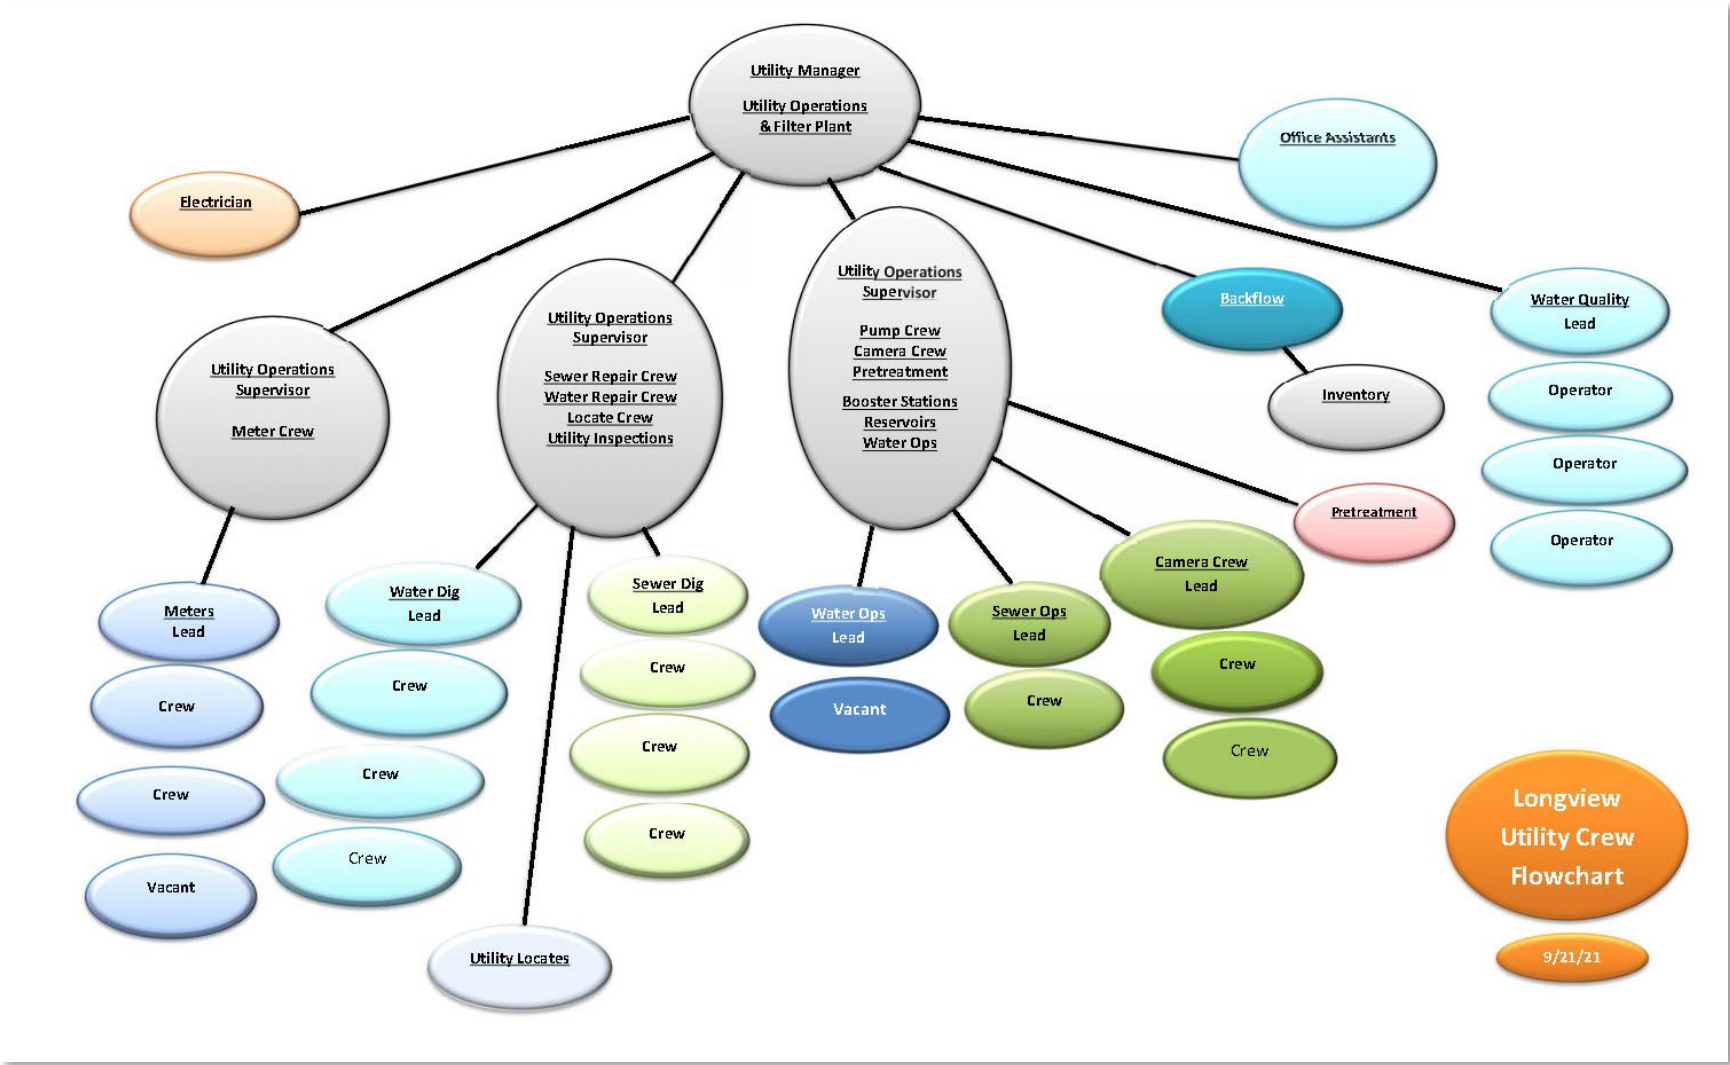 Utility Manager
Utility Operations
& Filter Plant
Office Assistants
Electrician
Utility Operations
Supervisor
Pump Crew
Camera Crew
Pretreatment
Booster Stations
Reservoirs
Water Ops
Backflow
Water Quality
Lead
Utility Operations
Supervisor
Sewer Repair Crew
Water Repair Crew
Locate Crew
Utility Inspections
Utility Operations
Supervisor
Meter Crew
Inventory
Operator
Operator
Operator
Pretreatment
Meters
Lead
Crew
Crew
Vacant
Water Dig
Lead
Crew
Crew
Crew
Sewer Dig
Lead
Crew
Crew
Crew
Water Ops
Lead
Vacant
Sewer Ops
Lead
Crew
Camera Crew
Lead
Crew
Crew
Utility Locates
Longview
Utility Crew
Flowchart
9/21/21